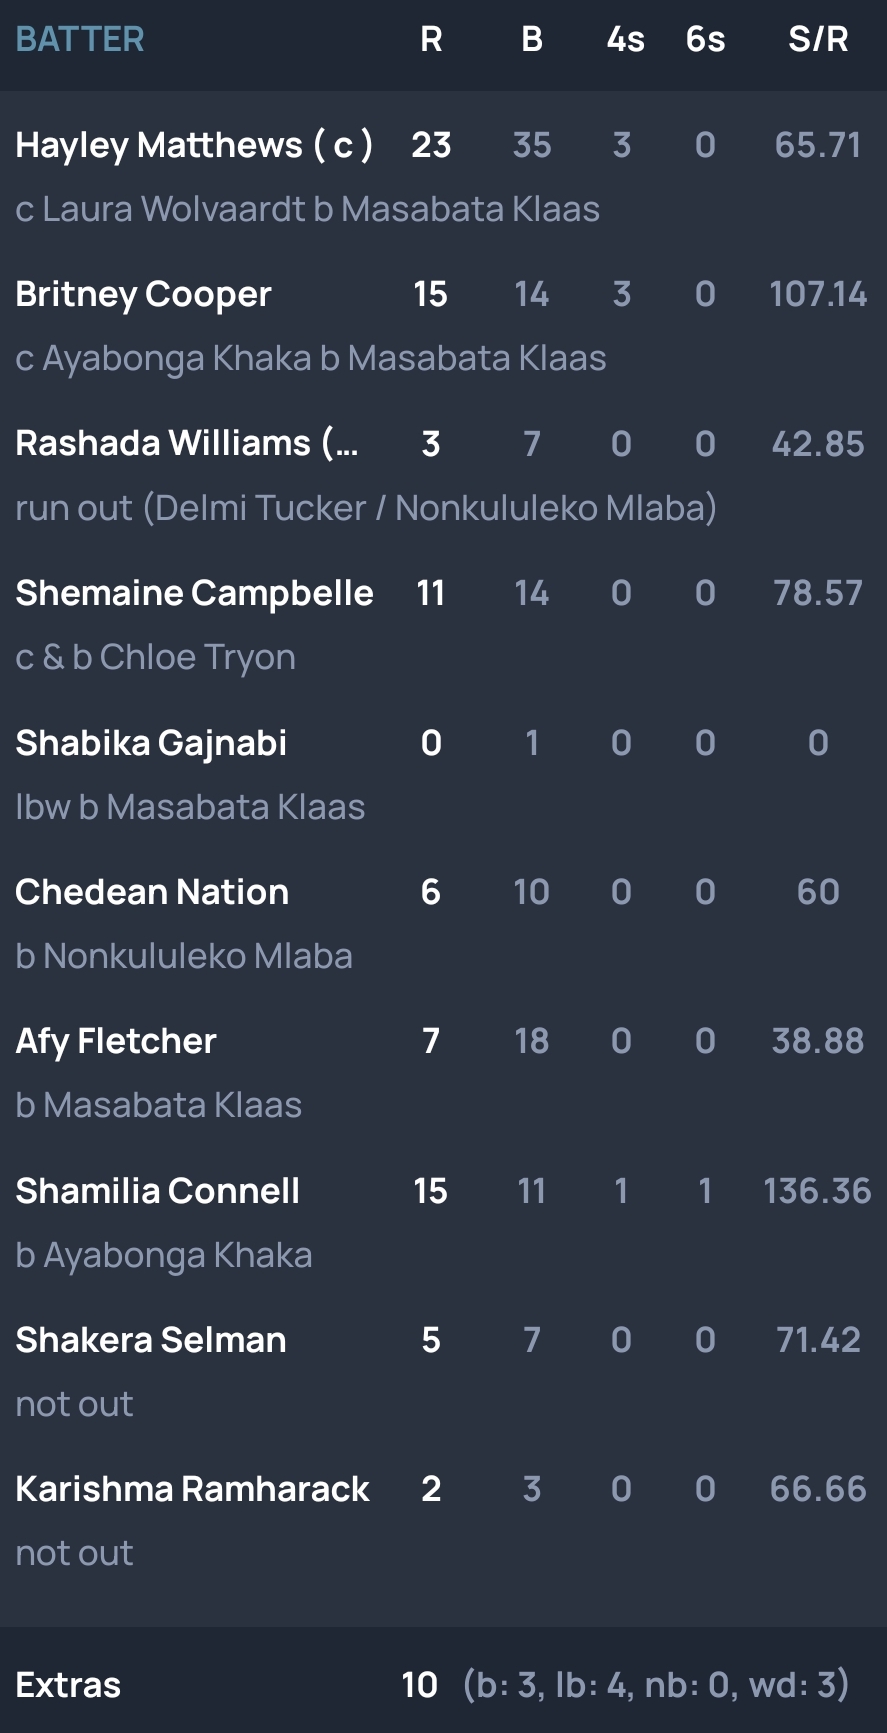 BATTER R B 4s 6s S/R
Hayley Matthews ( c ) 23 35 3 0 65.71
c Laura Wolvaardt b Masabata Klaas
Britney Cooper 15 14 3 0 107.14
c Ayabonga Khaka b Masabata Klaas
Rashada Williams (... 3 7 0 0 42.85
run out (Delmi Tucker / Nonkululeko Mlaba)
Shemaine Campbelle 11 14 0 0 78.57
c & b Chloe Tryon
Shabika Gajnabi 0 1 0 0 0
lbw b Masabata Klaas
Chedean Nation 6 10 0 0 60
b Nonkululeko Mlaba
Afy Fletcher 7 18 0 0 38.88
b Masabata Klaas
Shamilia Connell 15 11 1 1 136.36
b Ayabonga Khaka
Shakera Selman 5 7 0 0 71.42
not out
Karishma Ramharack 2 3 0 0 66.66
not out
Extras 10 (b: 3, lb: 4, nb: 0, wd: 3)